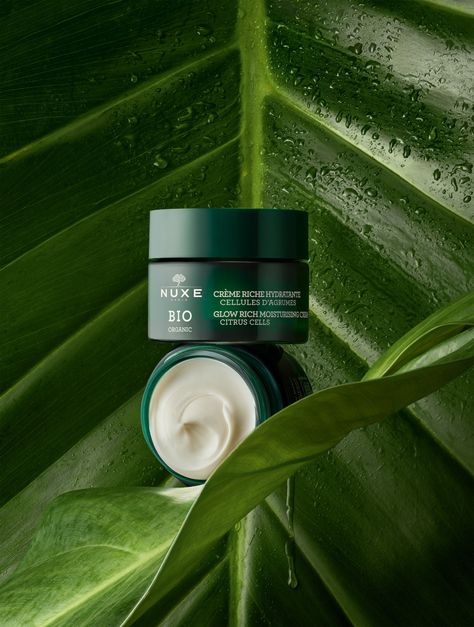 NUXE
CRÈME RICHE HYDRATANTE
CELLULES D'AGRUMES
BIO
ORGANIC
GLOW RICH MOISTURISING
CITRUS CELLS